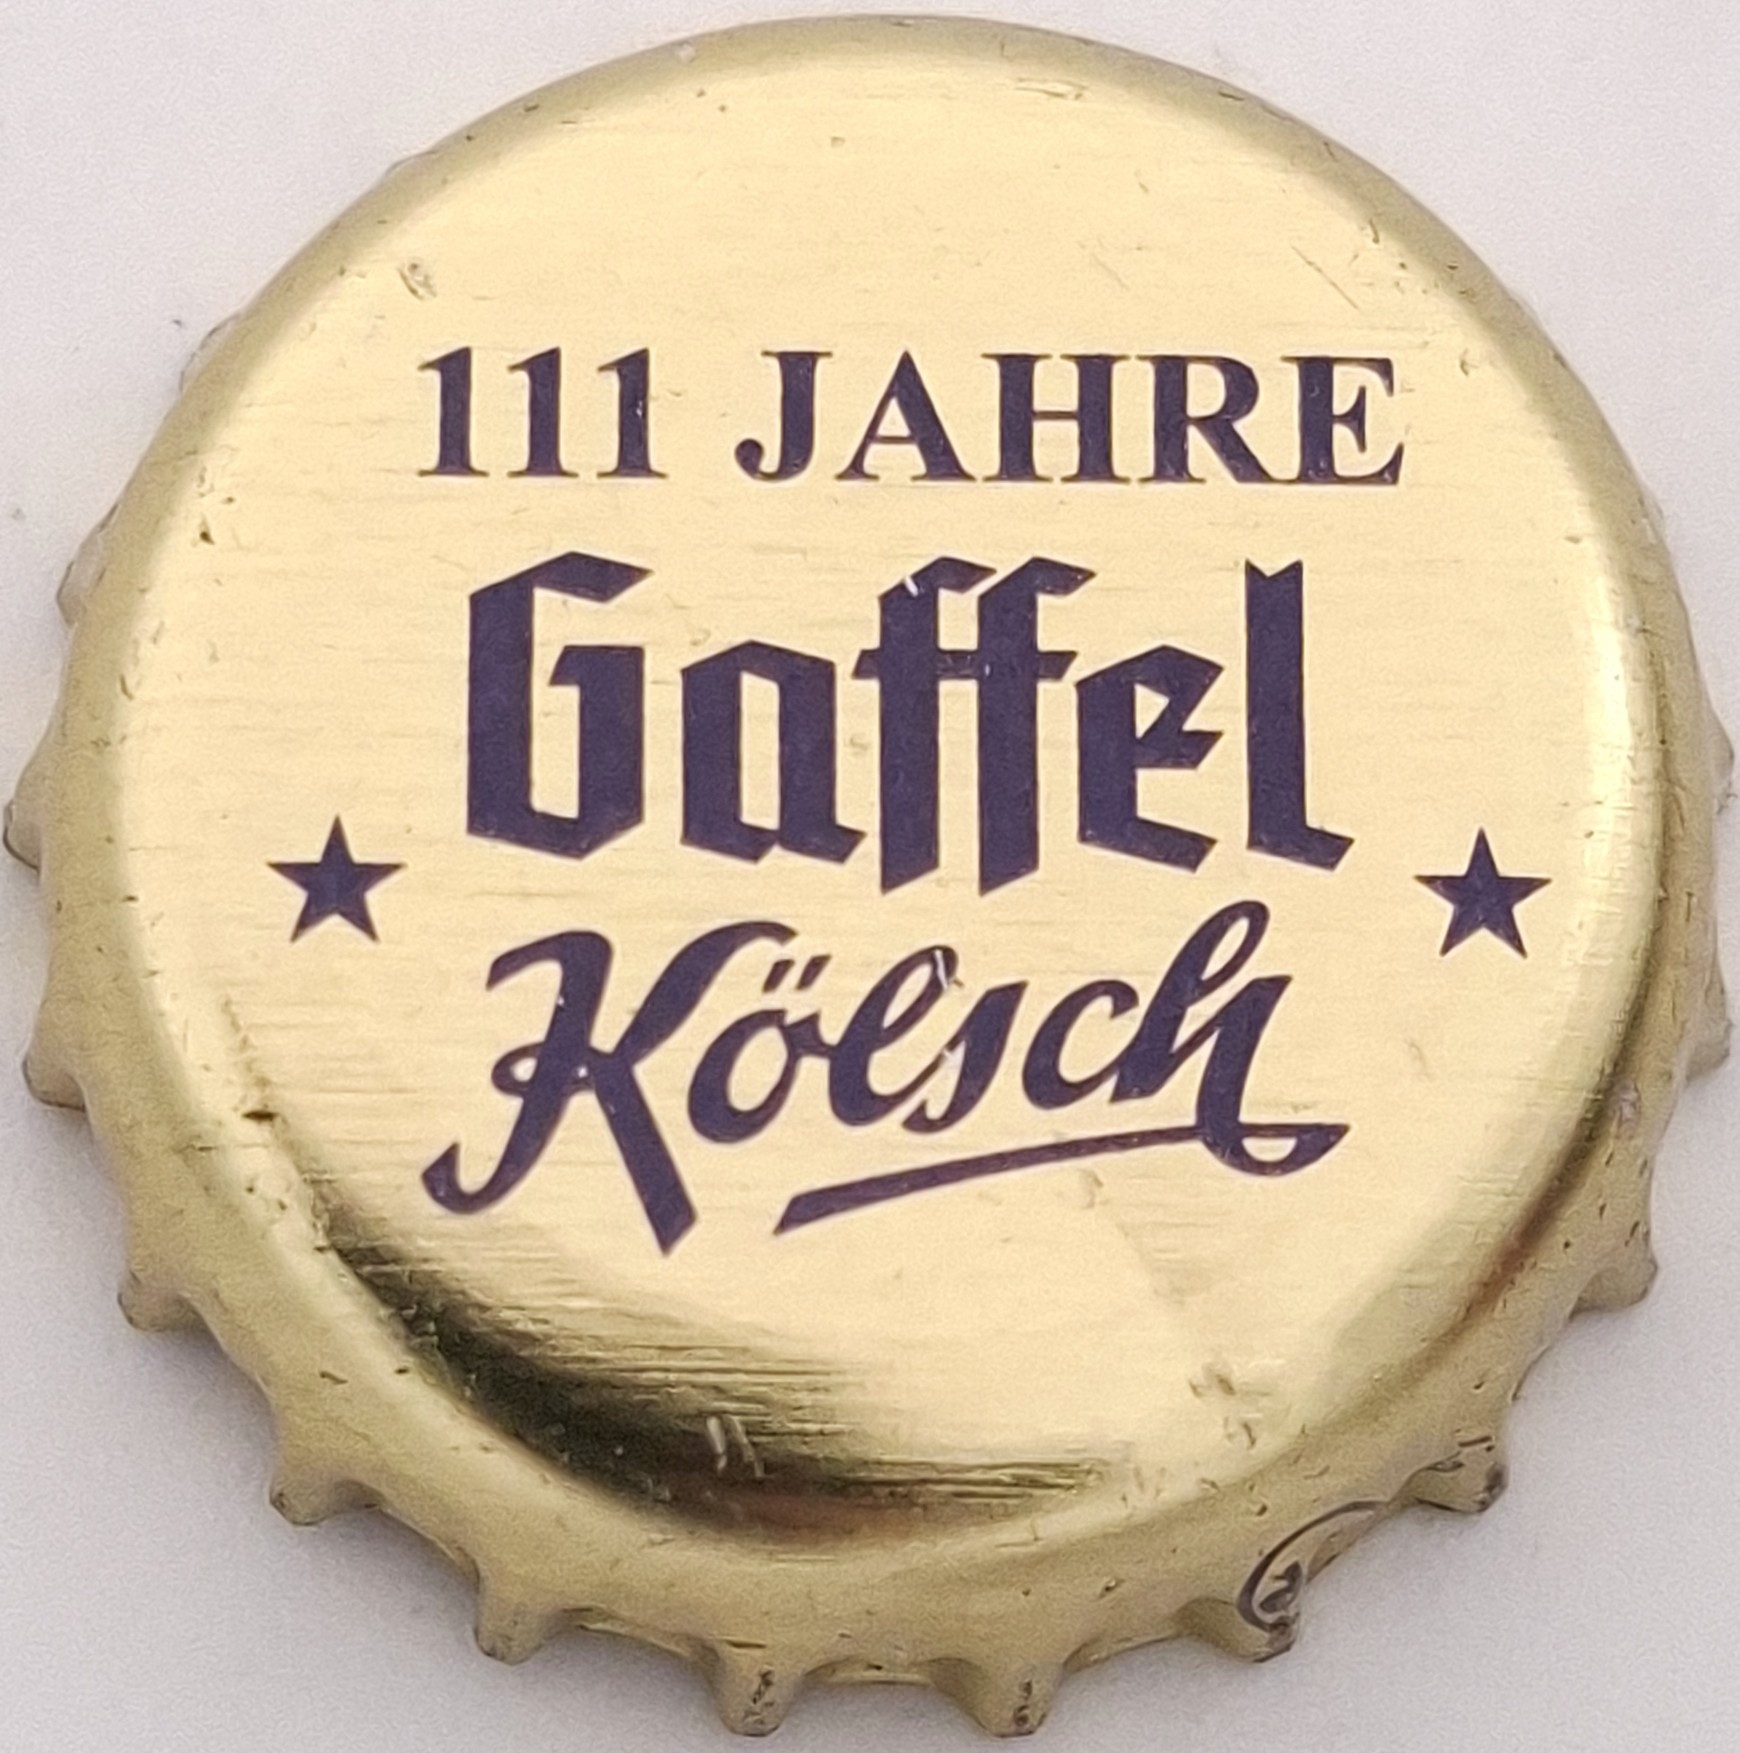 111 JAHRE
Gaffel
Kölsch